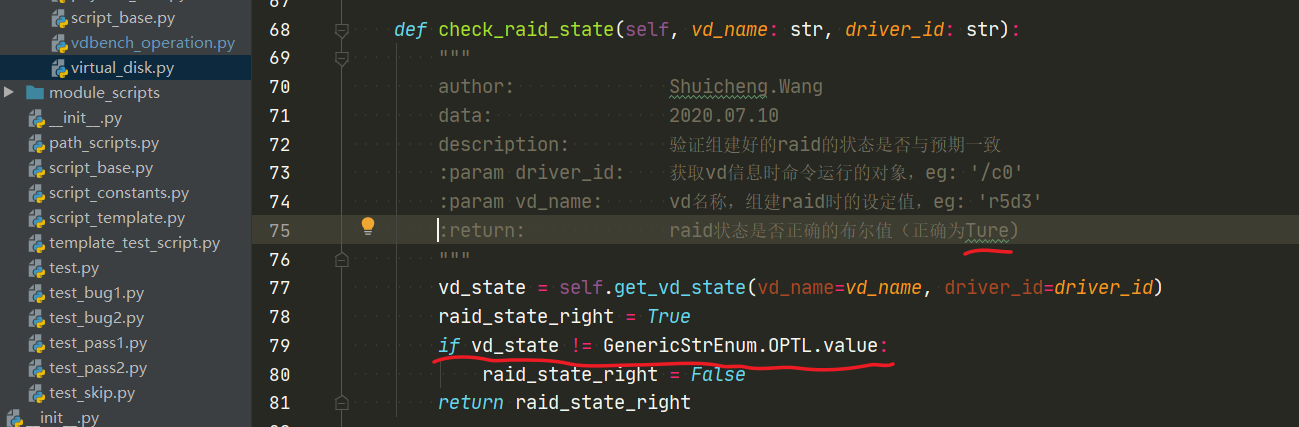 script_base.py
vdbench_operation.py
virtual_disk.py
module_scripts
__init__.py
path_scripts.py
script_base.py
script_constants.py
script_template.py
template_test_script.py
test.py
test_bug1.py
test_bug2.py
test_pass1.py
test_pass2.py
test_skip.py
__init__.py
68 def check_raid_state(self, vd_name: str, driver_id: str):
69 """
70 author: Shuicheng.Wang
71 data: 2020.07.10
72 description: 验证组建好的raid的状态是否与预期一致
73 :param driver_id: 获取vd信息时命令运行的对象，eg: '/c0'
74 :param vd_name: vd名称，组建raid时的设定值，eg: 'r5d3'
75 :return: raid状态是否正确的布尔值（正确为Ture）
76 """
77 vd_state = self.get_vd_state(vd_name=vd_name, driver_id=driver_id)
78 raid_state_right = True
79 if vd_state != GenericStrEnum.OPTL.value:
80 raid_state_right = False
81 return raid_state_right